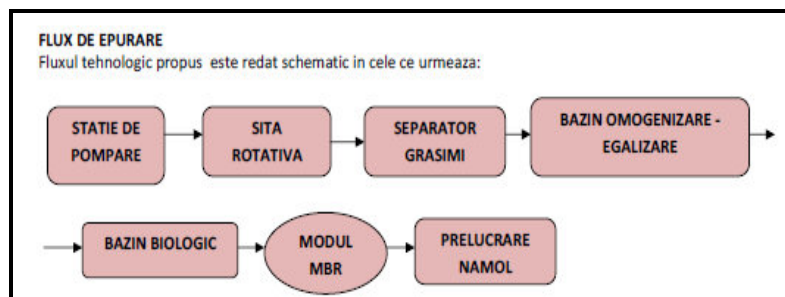 FLUX DE EPURARE
Fluxul tehnologic propus este redat schematic in cele ce urmeaza:
STATIE DE
POMPARE
SITA
ROTATIVA
SEPARATOR
GRASIMI
BAZIN OMOGENIZARE -
EGALIZARE
BAZIN BIOLOGIC
MODUL
MBR
PRELUCRARE
NAMOL